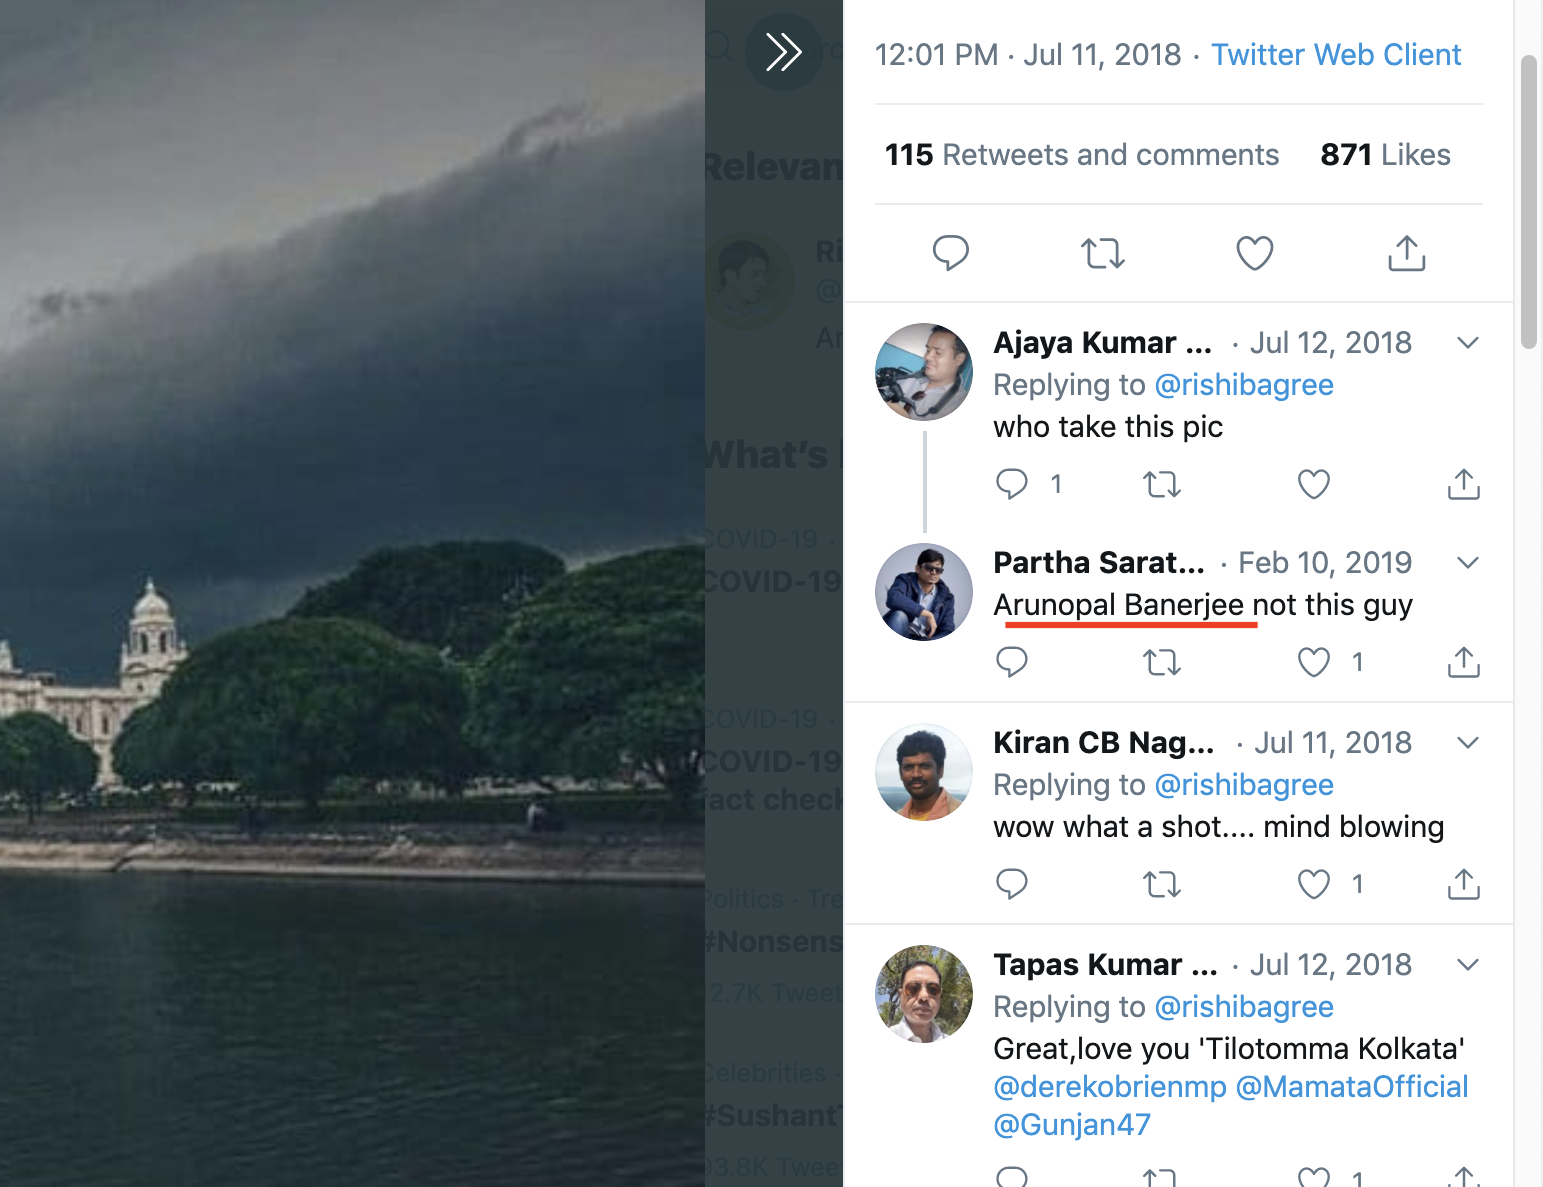 12:01 PM · Jul 11, 2018 · Twitter Web Client
115 Retweets and comments 871 Likes
Ajaya Kumar ... · Jul 12, 2018
Replying to @rishibagree
who take this pic
1
Partha Sarat... · Feb 10, 2019
Arunopal Banerjee not this guy
1
Kiran CB Nag... · Jul 11, 2018
Replying to @rishibagree
wow what a shot.... mind blowing
1
Tapas Kumar ... · Jul 12, 2018
Replying to @rishibagree
Great,love you 'Tilotomma Kolkata'
@derekobrienmp @MamataOfficial
@Gunjan47
1
Relevan
Ri
@
What's
COVID-19 ·
COVID-19
COVID-19 ·
COVID-19
fact check
Politics · Tre
#Nonsens
2.7K Tweet
Celebrities ·
#SushantT
93.8K Tweet